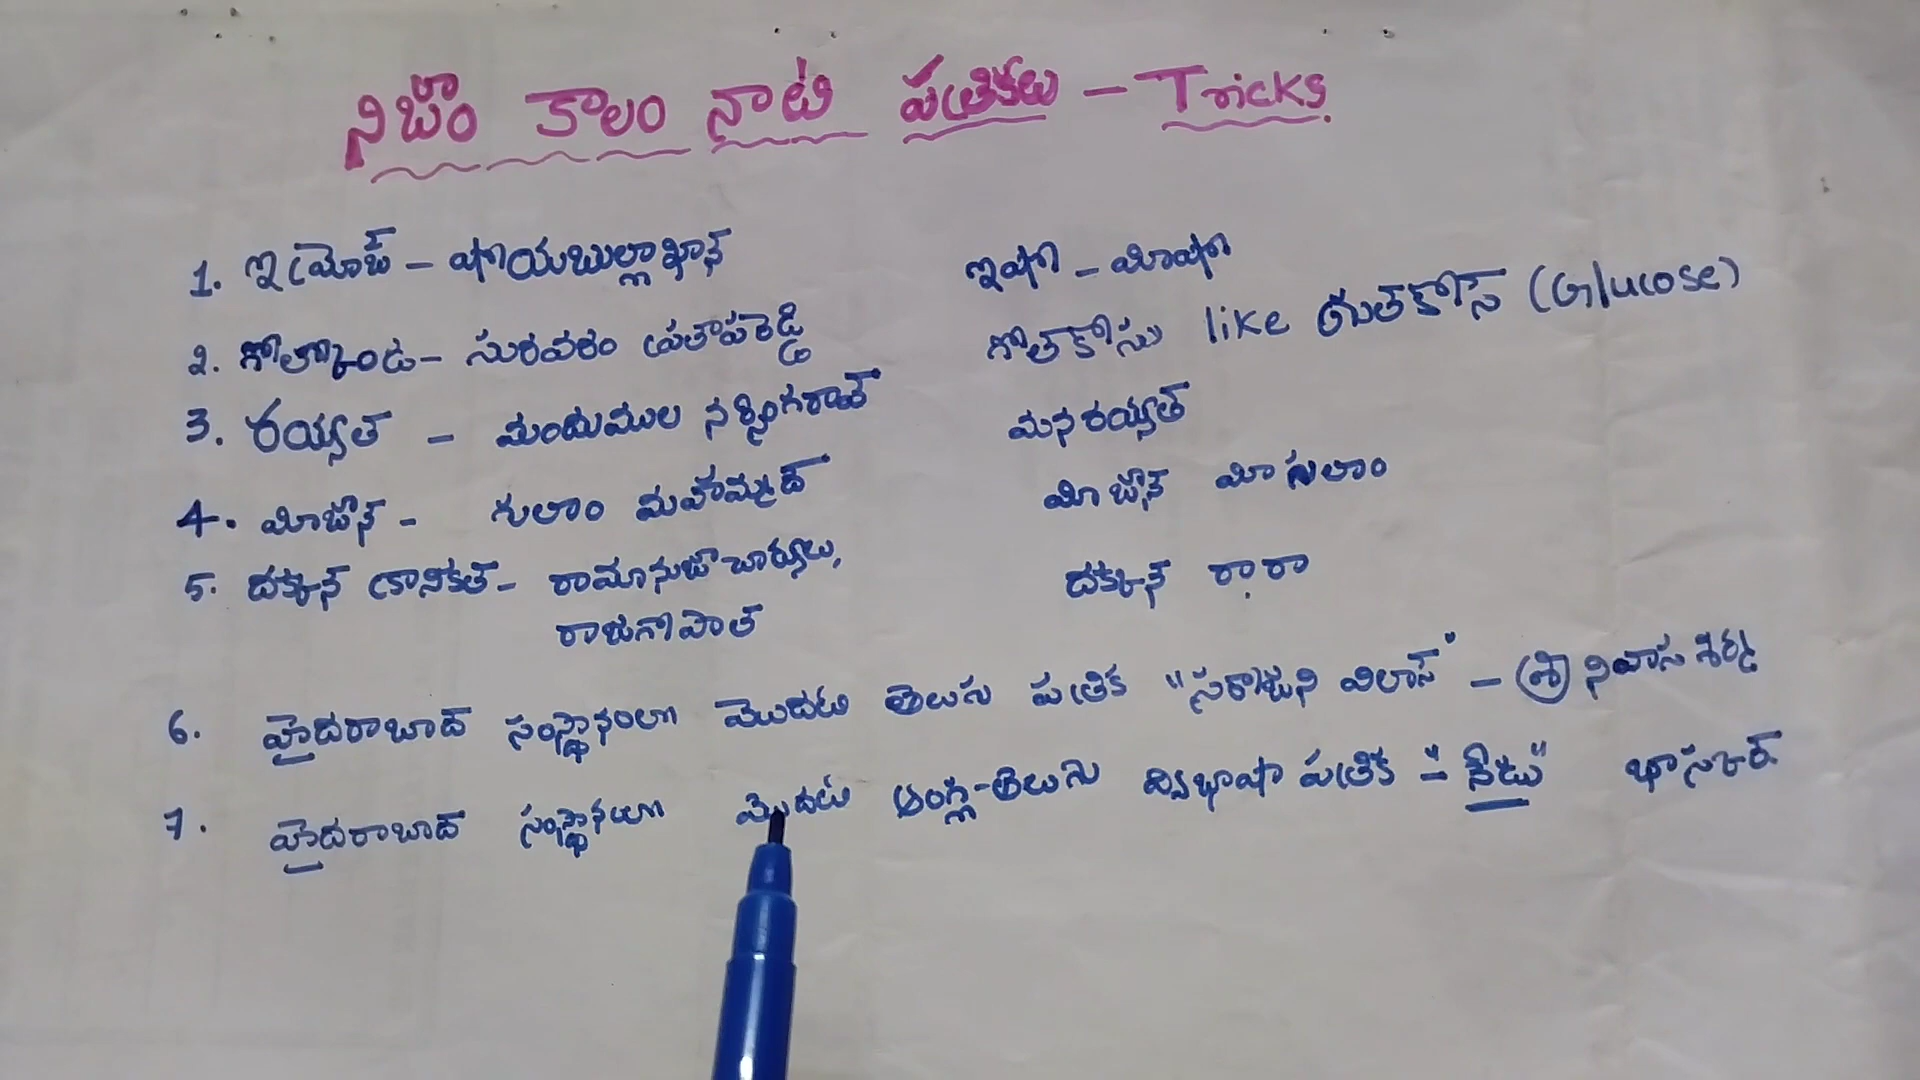 నిజాం కాలం నాటి పత్రికలు - Tricks
1. ఇమ్రోజ్ - షోయబుల్లాఖాన్ ఇషో - మీషో
2. గోల్కొండ - సురవరం ప్రతాపరెడ్డి గోల్‌కోసు like గులకోస్ (Glucose)
3. రయ్యత్ - మందుముల నర్సింగరావ్ మన రయ్యత్
4. మీజాన్ - గులాం మహమ్మద్ మీ జాన్ మీ గులాం
5. దక్కన్ క్రానికల్ - రామానుజాచార్యులు, దక్కన్ రా.రా
రాజగోపాల్
6. హైదరాబాద్ సంస్థానంలో మొదటి తెలుగు పత్రిక "సరోజిని విలాస్" - శ్రీనివాస శర్మ
7. హైదరాబాద్ సంస్థానంలో మొదటి ఆంగ్ల-తెలుగు ద్విభాషా పత్రిక - "నేడు" భాస్కర్